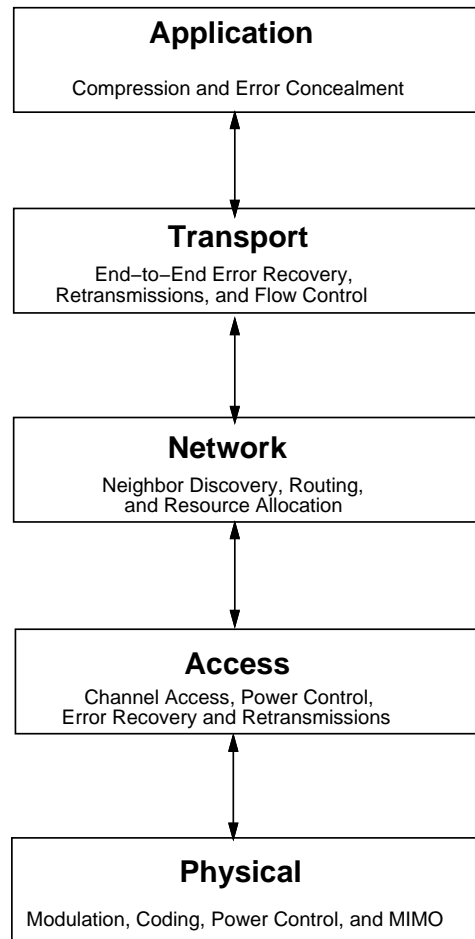 Application
Compression and Error Concealment
Transport
End−to−End Error Recovery,
Retransmissions, and Flow Control
Network
Neighbor Discovery, Routing,
and Resource Allocation
Access
Channel Access, Power Control,
Error Recovery and Retransmissions
Physical
Modulation, Coding, Power Control, and MIMO